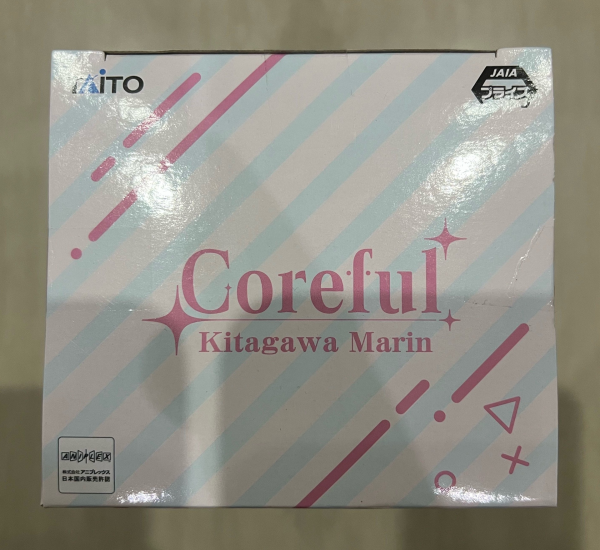 TAiTO
JAIA
プライズ
Coreful
Kitagawa Marin
ANIPLEX
株式会社アニプレックス
日本国内販売許諾